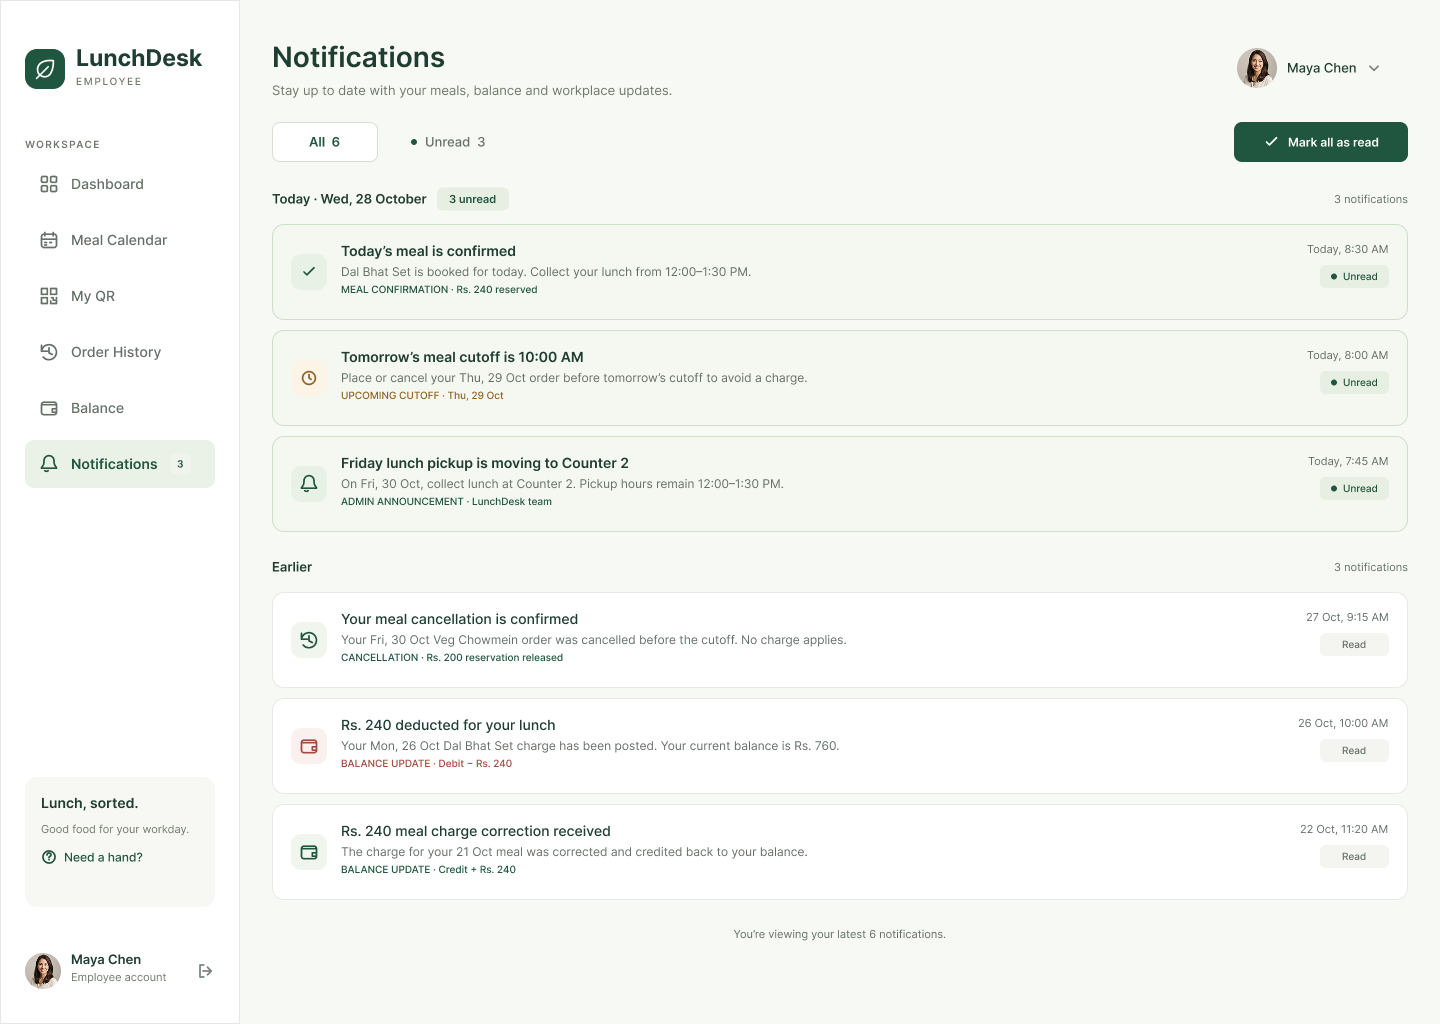 LunchDesk
EMPLOYEE
WORKSPACE
Dashboard
Meal Calendar
My QR
Order History
Balance
Notifications 3
Lunch, sorted.
Good food for your workday.
Need a hand?
Maya Chen
Employee account
Notifications
Stay up to date with your meals, balance and workplace updates.
Maya Chen
All 6
Unread 3
Mark all as read
Today · Wed, 28 October 3 unread
3 notifications
Today’s meal is confirmed
Dal Bhat Set is booked for today. Collect your lunch from 12:00–1:30 PM.
MEAL CONFIRMATION · Rs. 240 reserved
Today, 8:30 AM
Unread
Tomorrow’s meal cutoff is 10:00 AM
Place or cancel your Thu, 29 Oct order before tomorrow’s cutoff to avoid a charge.
UPCOMING CUTOFF · Thu, 29 Oct
Today, 8:00 AM
Unread
Friday lunch pickup is moving to Counter 2
On Fri, 30 Oct, collect lunch at Counter 2. Pickup hours remain 12:00–1:30 PM.
ADMIN ANNOUNCEMENT · LunchDesk team
Today, 7:45 AM
Unread
Earlier
3 notifications
Your meal cancellation is confirmed
Your Fri, 30 Oct Veg Chowmein order was cancelled before the cutoff. No charge applies.
CANCELLATION · Rs. 200 reservation released
27 Oct, 9:15 AM
Read
Rs. 240 deducted for your lunch
Your Mon, 26 Oct Dal Bhat Set charge has been posted. Your current balance is Rs. 760.
BALANCE UPDATE · Debit − Rs. 240
26 Oct, 10:00 AM
Read
Rs. 240 meal charge correction received
The charge for your 21 Oct meal was corrected and credited back to your balance.
BALANCE UPDATE · Credit + Rs. 240
22 Oct, 11:20 AM
Read
You’re viewing your latest 6 notifications.